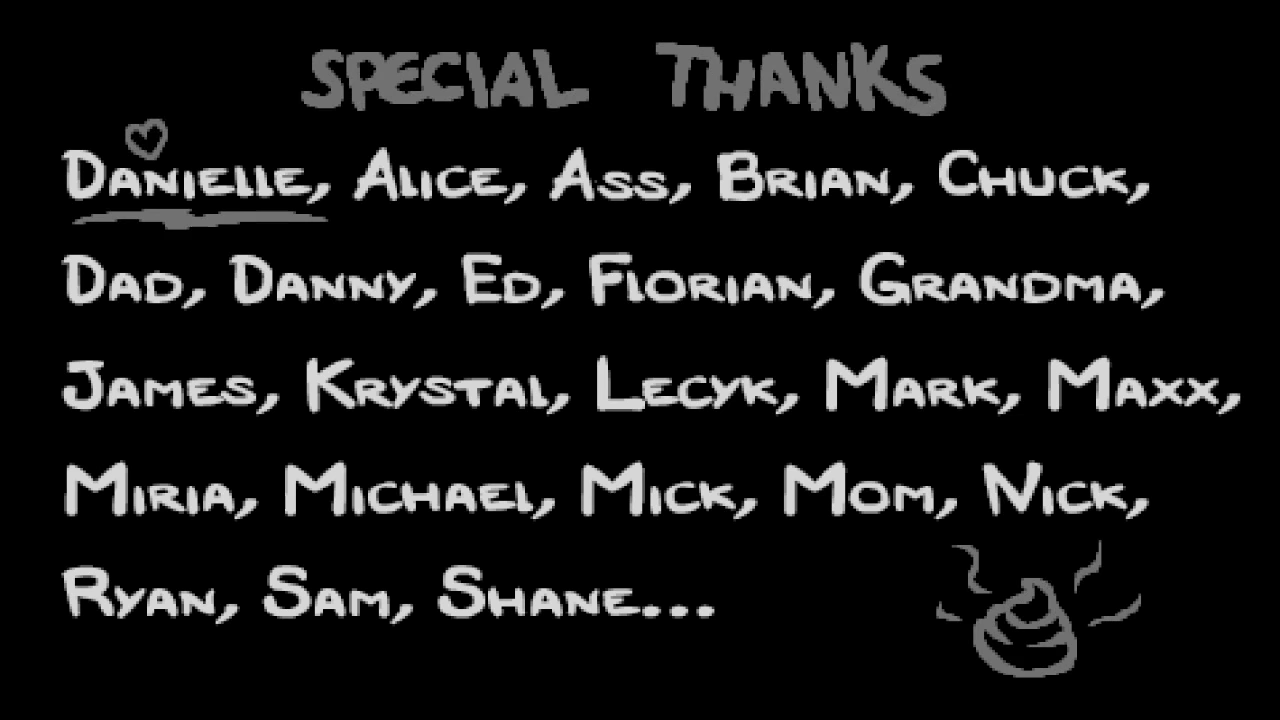 SPECIAL THANKS
Danielle, Alice, Ass, Brian, Chuck,
Dad, Danny, Ed, Florian, Grandma,
James, Krystal, Lecyk, Mark, Maxx,
Miria, Michael, Mick, Mom, Nick,
Ryan, Sam, Shane...